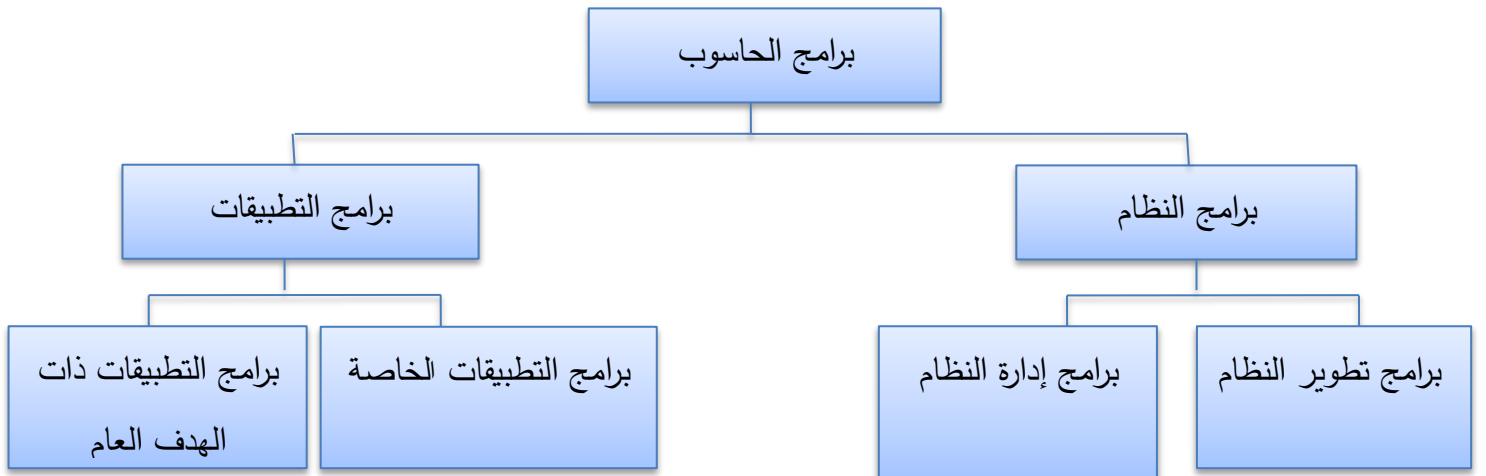 برامج الحاسوب
برامج النظام
برامج التطبيقات
برامج تطوير النظام
برامج إدارة النظام
برامج التطبيقات الخاصة
برامج التطبيقات ذات
الهدف العام